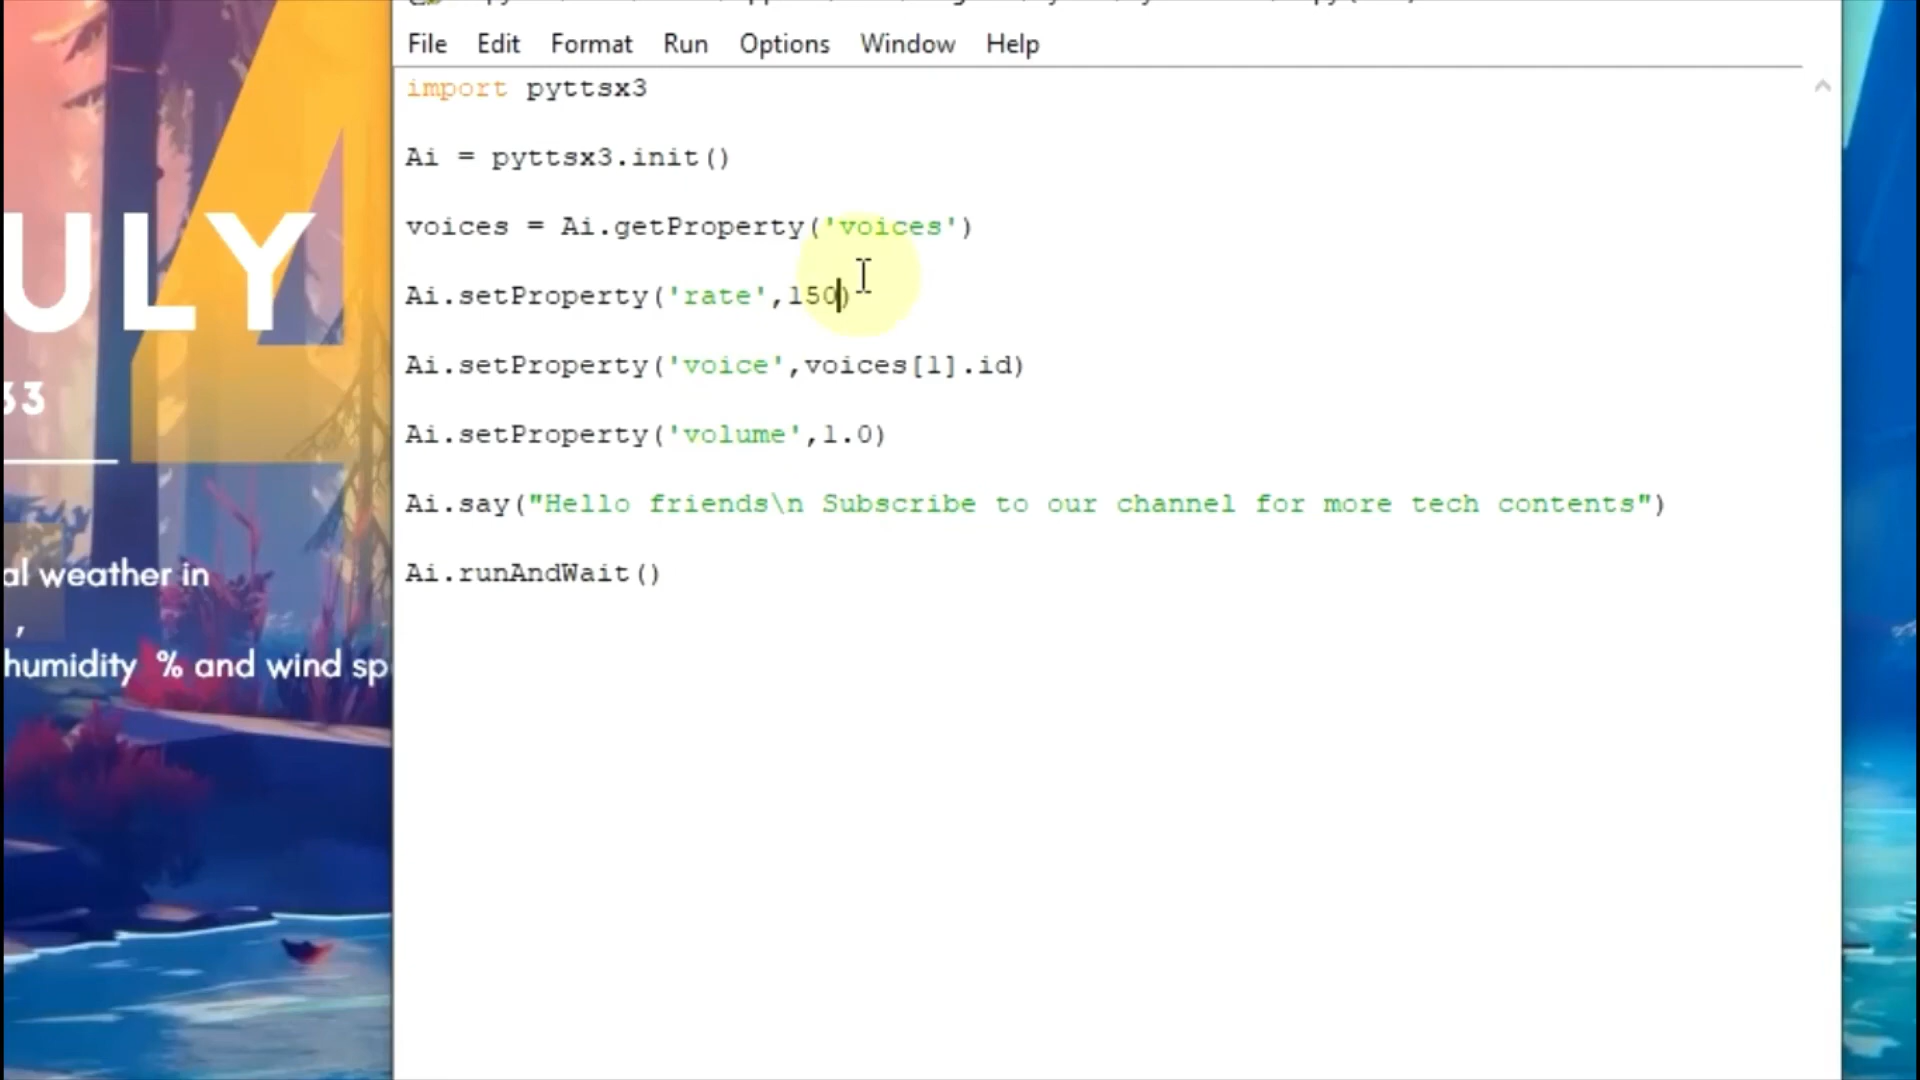 File Edit Format Run Options Window Help
import pyttsx3
Ai = pyttsx3.init()
voices = Ai.getProperty('voices')
Ai.setProperty('rate',150)
Ai.setProperty('voice',voices[1].id)
Ai.setProperty('volume',1.0)
Ai.say("Hello friends\n Subscribe to our channel for more tech contents")
Ai.runAndWait()
4
ULY
33
al weather in
,
humidity % and wind sp